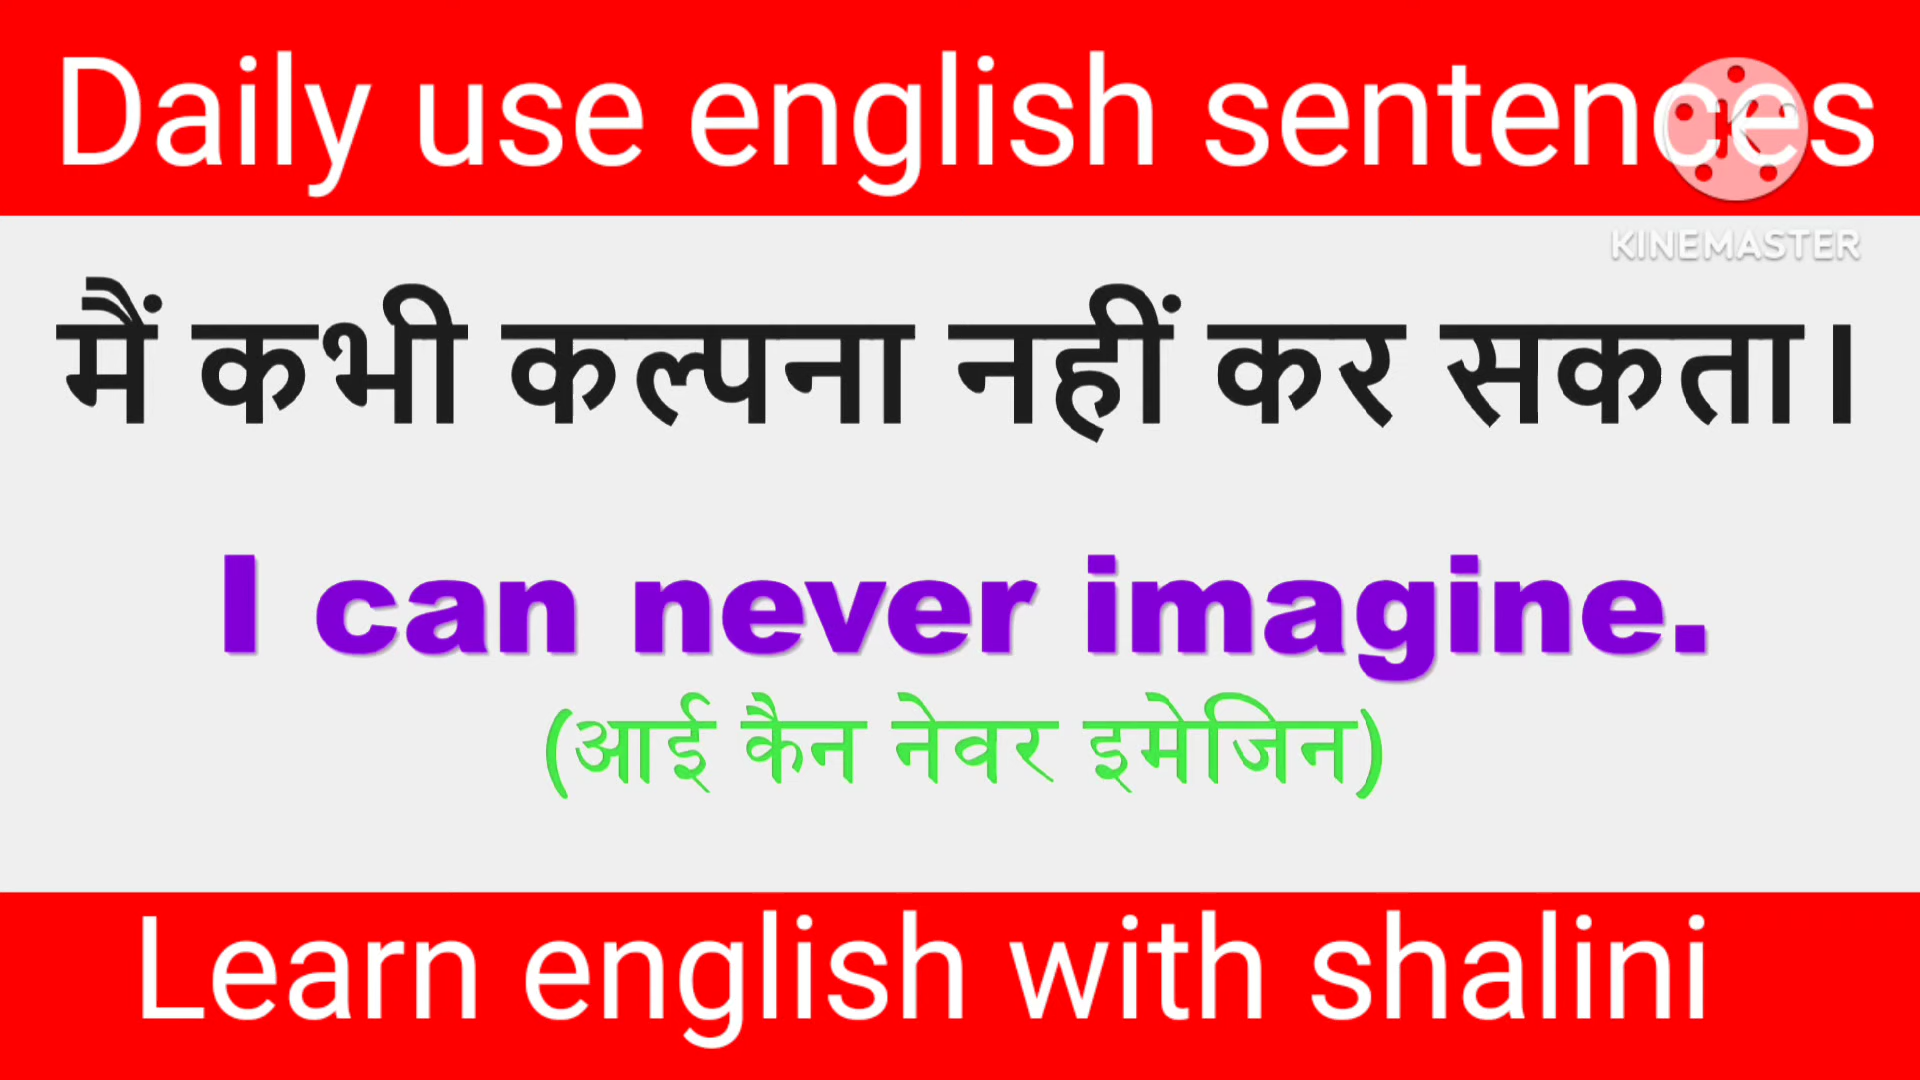 Daily use english sentences
KINEMASTER
मैं कभी कल्पना नहीं कर सकता।
I can never imagine.
(आई कैन नेवर इमेजिन)
Learn english with shalini